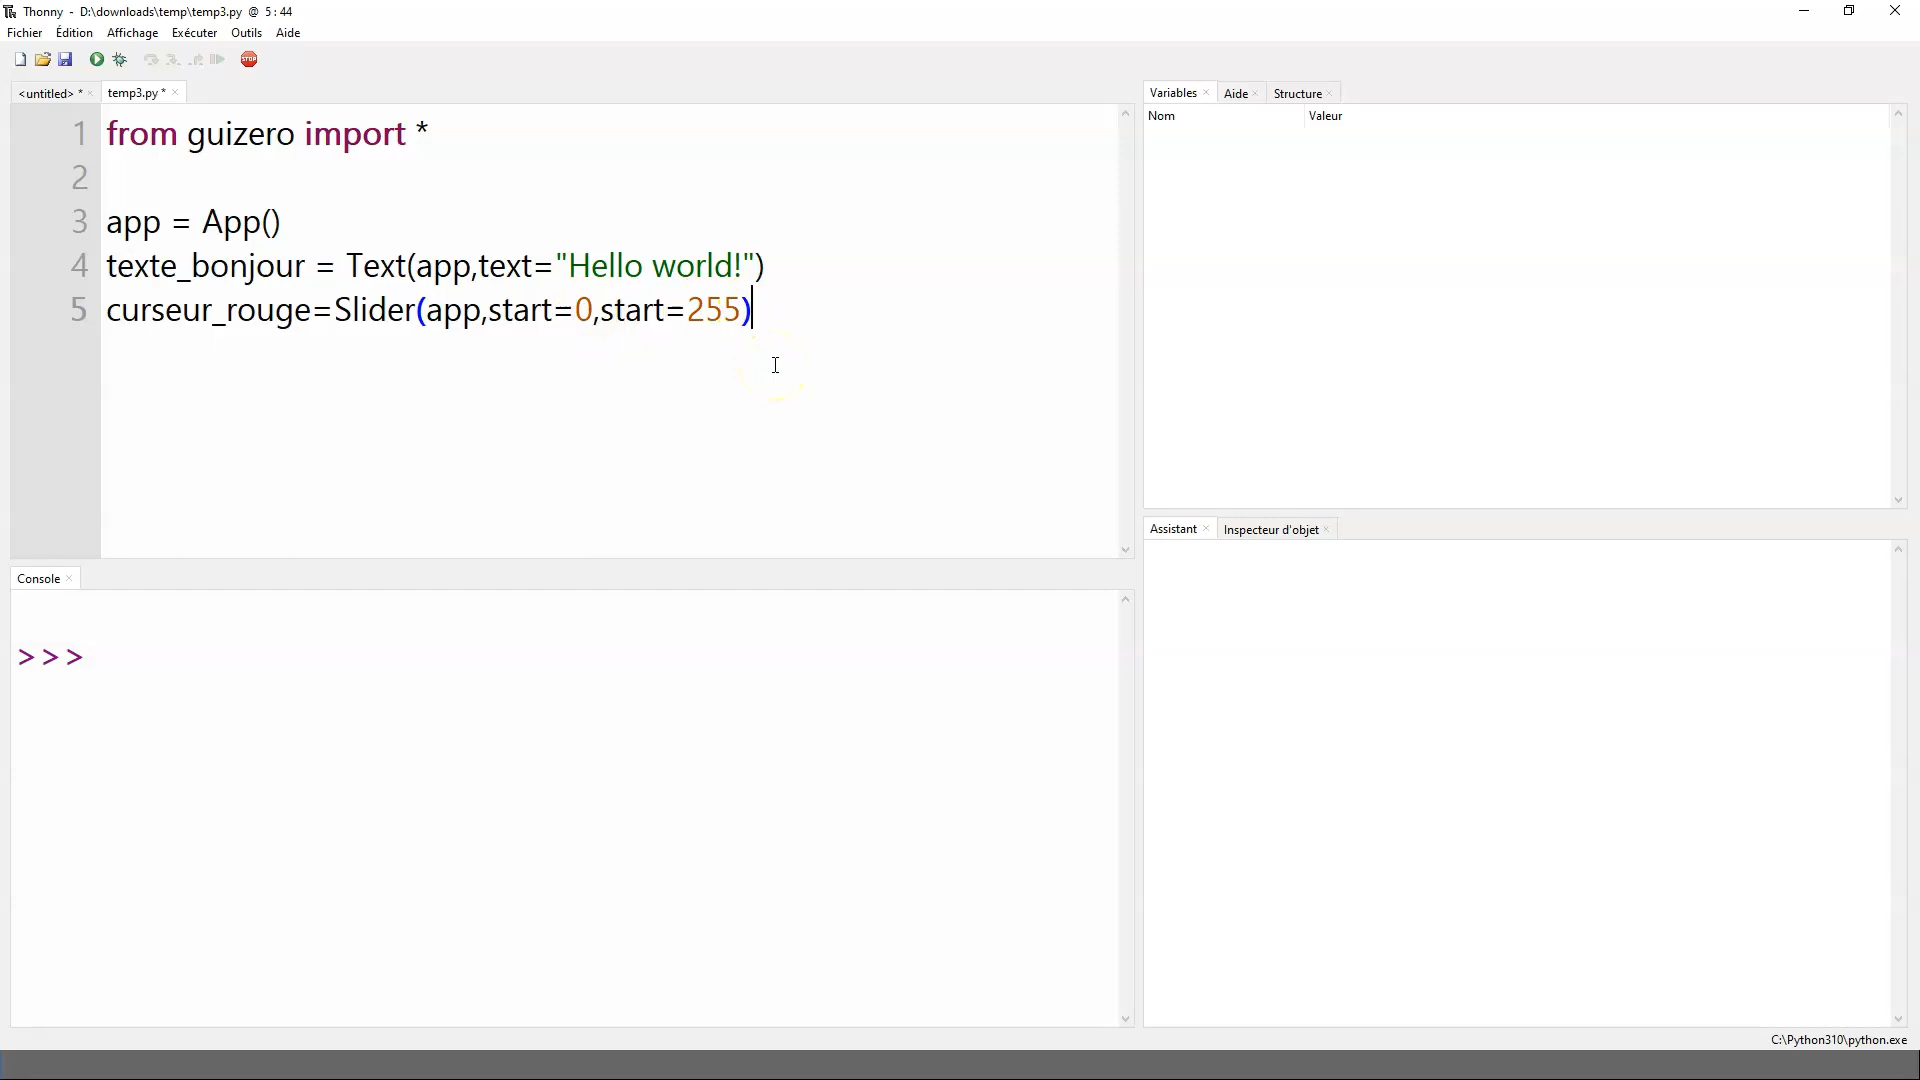 Thonny - D:\downloads\temp\temp3.py @ 5:44
Fichier Édition Affichage Exécuter Outils Aide
STOP
<untitled> * × temp3.py * ×
1 from guizero import *
2
3 app = App()
4 texte_bonjour = Text(app,text="Hello world!")
5 curseur_rouge=Slider(app,start=0,start=255)
Console ×
>>>
Variables × Aide × Structure ×
Nom Valeur
Assistant × Inspecteur d'objet ×
C:\Python310\python.exe